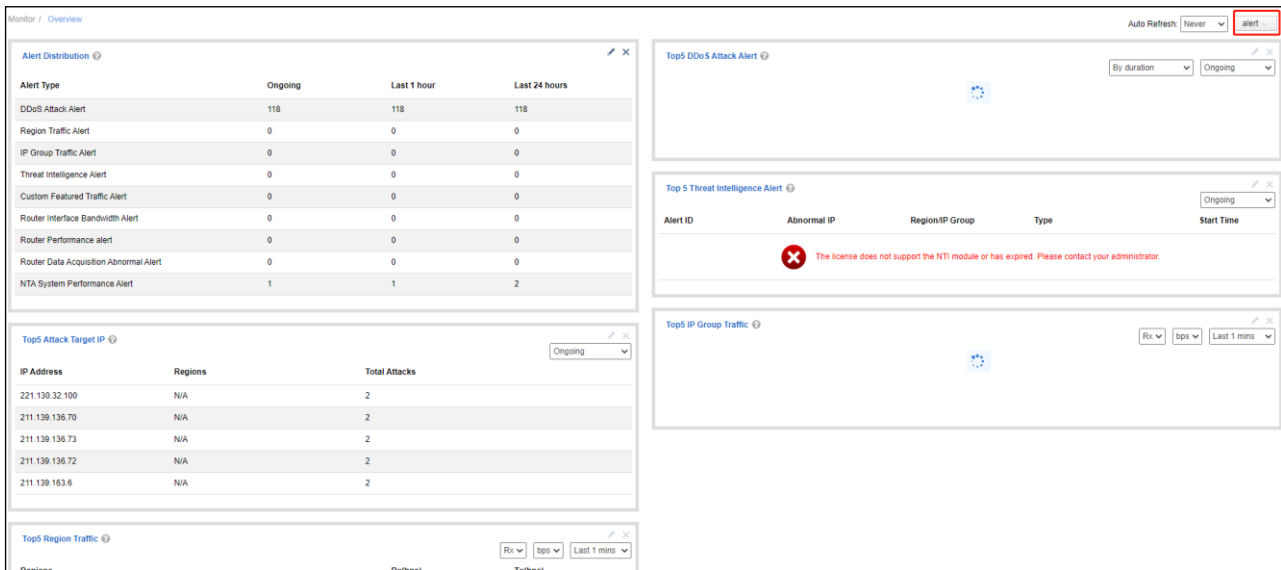 Monitor / Overview
Auto Refresh: Never alert
Alert Distribution
Alert Type Ongoing Last 1 hour Last 24 hours
DDoS Attack Alert 118 118 118
Region Traffic Alert 0 0 0
IP Group Traffic Alert 0 0 0
Threat Intelligence Alert 0 0 0
Custom Featured Traffic Alert 0 0 0
Router Interface Bandwidth Alert 0 0 0
Router Performance alert 0 0 0
Router Data Acquisition Abnormal Alert 0 0 0
NTA System Performance Alert 1 1 2
Top5 Attack Target IP
Ongoing
IP Address Regions Total Attacks
221.130.32.100 N/A 2
211.139.136.70 N/A 2
211.139.136.73 N/A 2
211.139.136.72 N/A 2
211.139.163.6 N/A 2
Top5 Region Traffic
Rx bps Last 1 mins
Top5 DDoS Attack Alert
By duration Ongoing
Top 5 Threat Intelligence Alert
Ongoing
Alert ID Abnormal IP Region/IP Group Type Start Time
The license does not support the NTI module or has expired. Please contact your administrator.
Top5 IP Group Traffic
Rx bps Last 1 mins